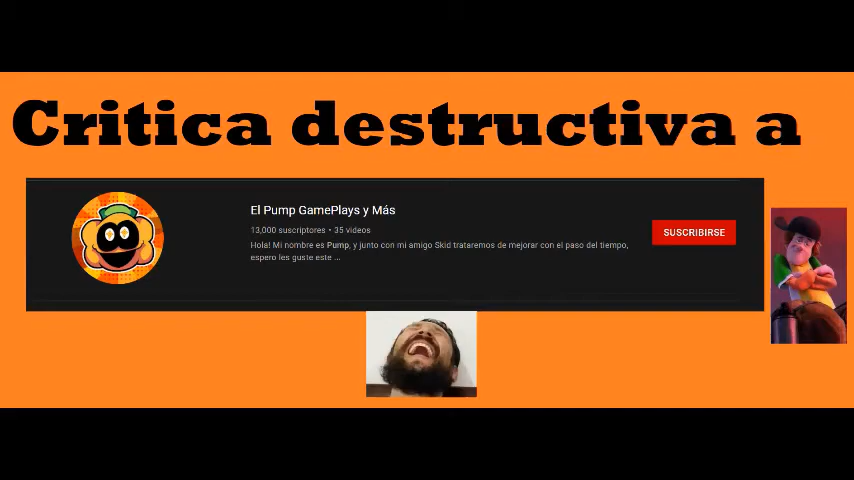 Critica destructiva a
El Pump GamePlays y Más
13,000 suscriptores • 35 videos
Hola! Mi nombre es Pump, y junto con mi amigo Skid trataremos de mejorar con el paso del tiempo,
espero les guste este ...
SUSCRIBIRSE